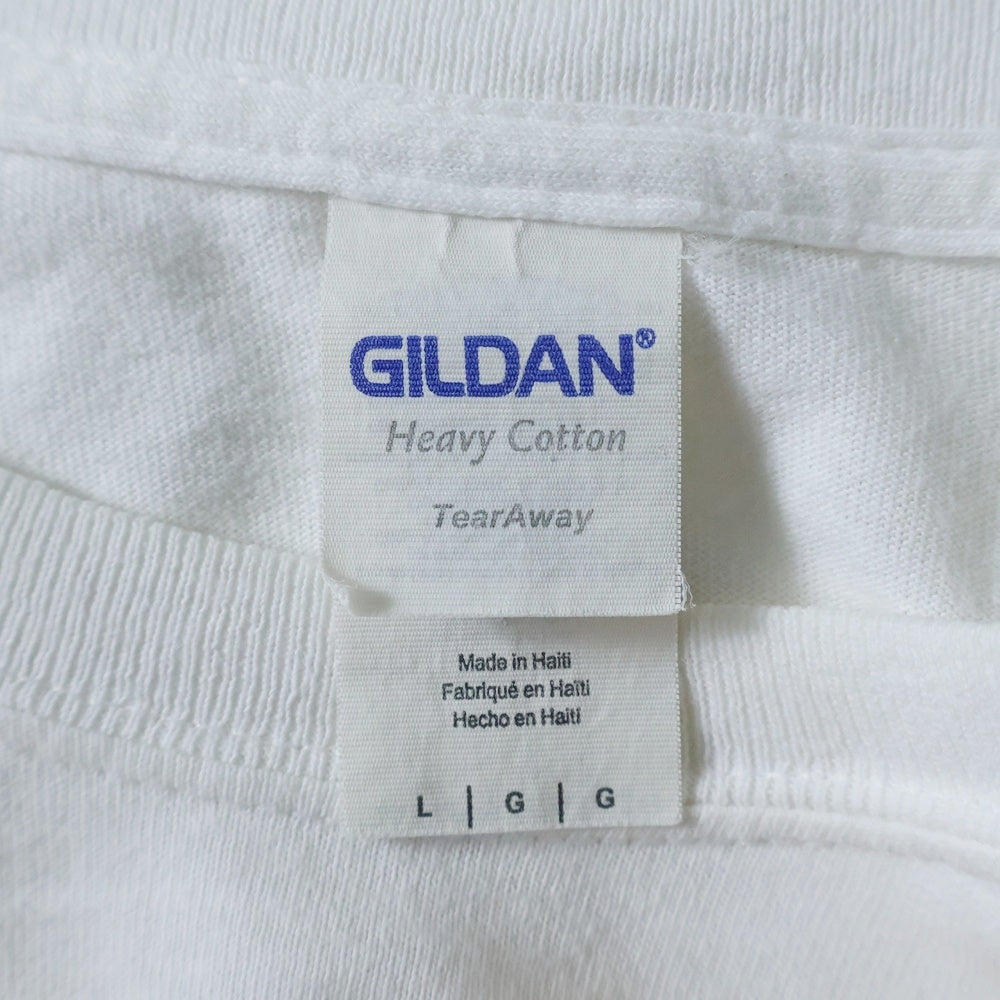 GILDAN®
Heavy Cotton
TearAway
Made in Haiti
Fabriqué en Haïti
Hecho en Haití
L | G | G